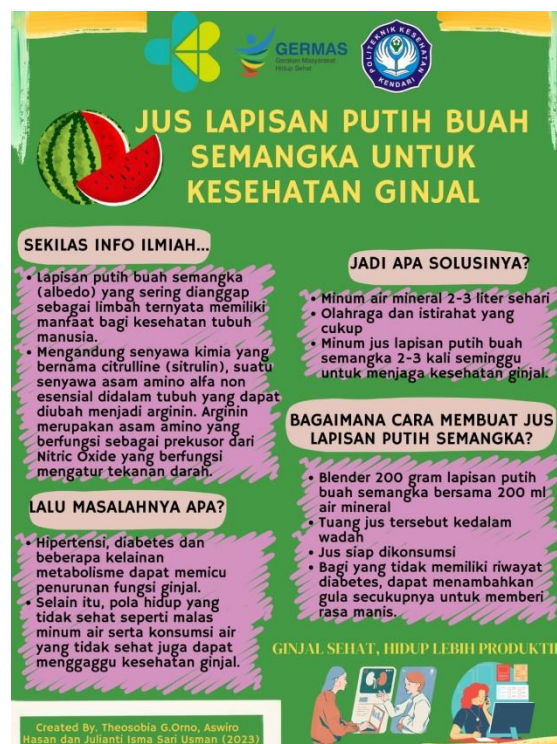 GERMAS
Gerakan Masyarakat
Hidup Sehat
POLITEKNIK KESEHATAN
KENDARI
JUS LAPISAN PUTIH BUAH
SEMANGKA UNTUK
KESEHATAN GINJAL
SEKILAS INFO ILMIAH...
• Lapisan putih buah semangka
(albedo) yang sering dianggap
sebagai limbah ternyata memiliki
manfaat bagi kesehatan tubuh
manusia.
• Mengandung senyawa kimia yang
bernama citrulline (sitrulin), suatu
senyawa asam amino alfa non
esensial didalam tubuh yang dapat
diubah menjadi arginin. Arginin
merupakan asam amino yang
berfungsi sebagai prekusor dari
Nitric Oxide yang berfungsi
mengatur tekanan darah.
LALU MASALAHNYA APA?
• Hipertensi, diabetes dan
beberapa kelainan
metabolisme dapat memicu
penurunan fungsi ginjal.
• Selain itu, pola hidup yang
tidak sehat seperti malas
minum air serta konsumsi air
yang tidak sehat juga dapat
menggaggu kesehatan ginjal.
JADI APA SOLUSINYA?
• Minum air mineral 2-3 liter sehari
• Olahraga dan istirahat yang
cukup
• Minum jus lapisan putih buah
semangka 2-3 kali seminggu
untuk menjaga kesehatan ginjal.
BAGAIMANA CARA MEMBUAT JUS
LAPISAN PUTIH SEMANGKA?
• Blender 200 gram lapisan putih
buah semangka bersama 200 ml
air mineral
• Tuang jus tersebut kedalam
wadah
• Jus siap dikonsumsi
• Bagi yang tidak memiliki riwayat
diabetes, dapat menambahkan
gula secukupnya untuk memberi
rasa manis.
GINJAL SEHAT, HIDUP LEBIH PRODUKTIF
Created By. Theosobia G.Orno, Aswiro
Hasan dan Julianti Isma Sari Usman (2023)